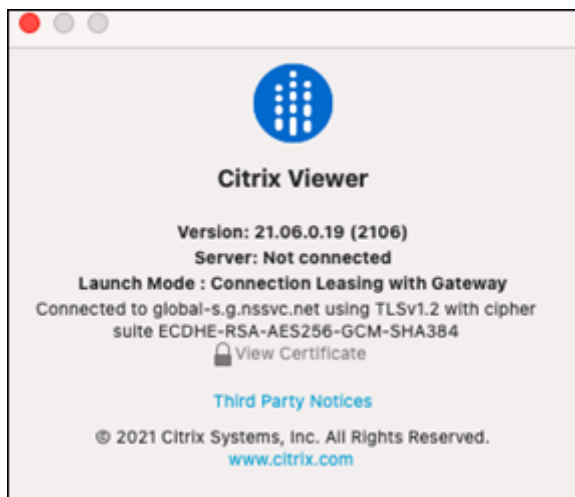 Citrix Viewer
Version: 21.06.0.19 (2106)
Server: Not connected
Launch Mode : Connection Leasing with Gateway
Connected to global-s.g.nssvc.net using TLSv1.2 with cipher
suite ECDHE-RSA-AES256-GCM-SHA384
View Certificate
Third Party Notices
© 2021 Citrix Systems, Inc. All Rights Reserved.
www.citrix.com